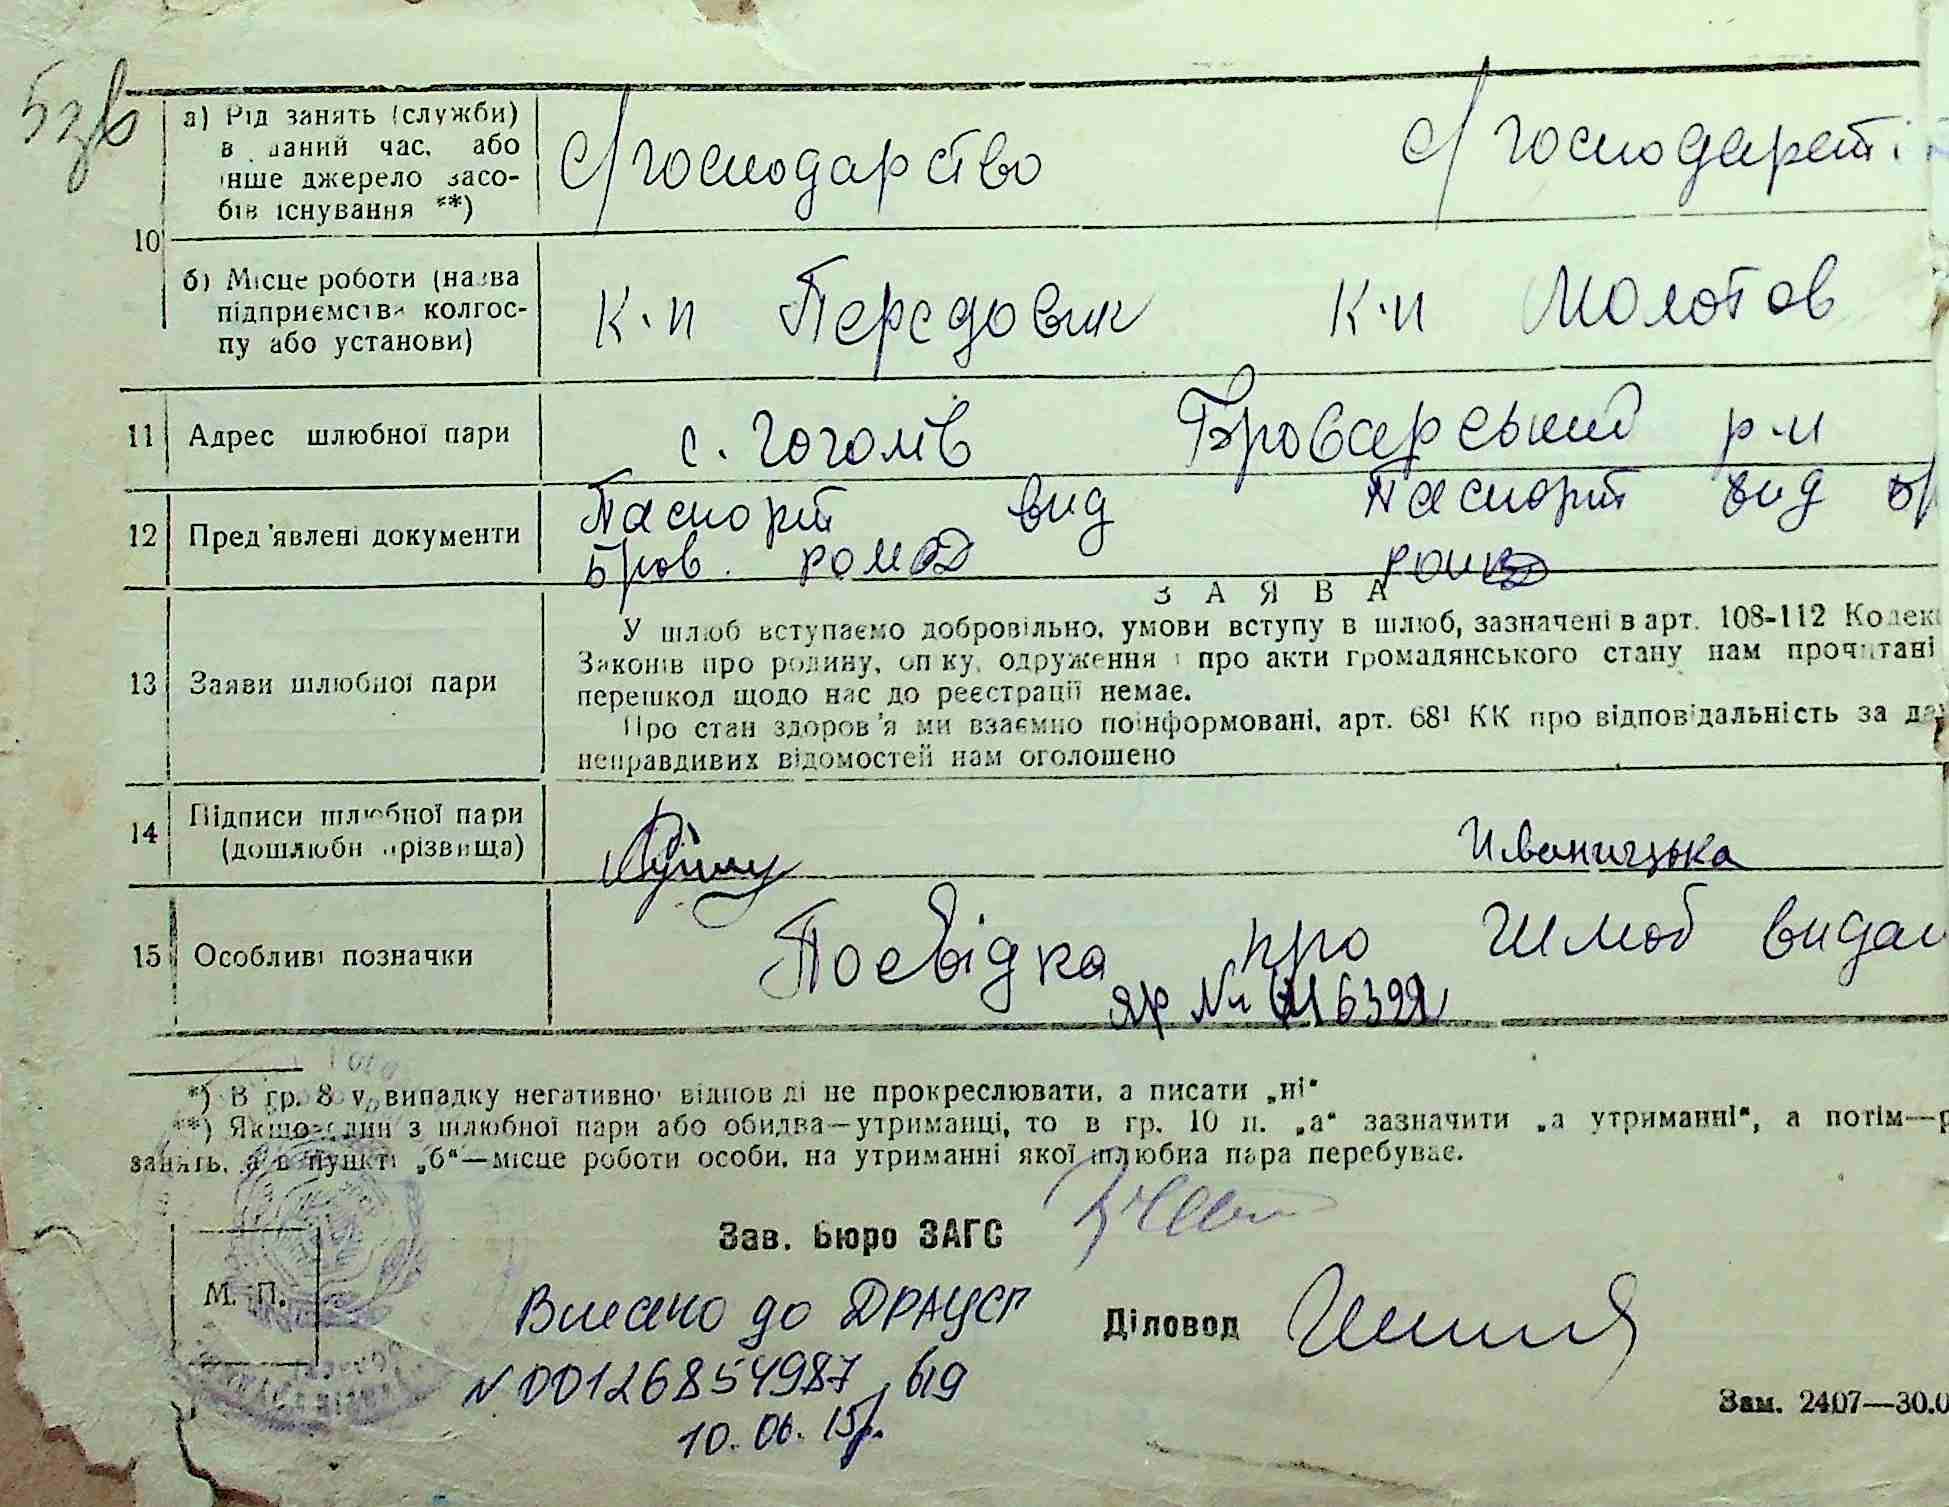 а) Рід занять (служби) в даний час, або інше джерело засобів існування **)
с/господарство с/господарст
10
б) Місце роботи (назва підприємства колгоспу або установи)
к-п Передовик к-п Молотов
11 Адрес шлюбної пари
с. Гоголів Броварський р-н
12 Пред'явлені документи
Паспорт вид Паспорт вид
Бров. РОМ
З А Я В А
13 Заяви шлюбної пари
У шлюб вступаємо добровільно, умови вступу в шлюб, зазначені в арт. 108-112 Кодек
Законів про родину, опіку, одруження і про акти громадянського стану нам прочитані
перешкод щодо нас до реєстрації немає.
Про стан здоров'я ми взаємно поінформовані, арт. 68¹ КК про відповідальність за да
неправдивих відомостей нам оголошено
14 Підписи шлюбної пари (дошлюбні прізвища)
Иваницька
15 Особливі позначки
Посвідка про шлюб видан
ЯР №
*) В гр. 8 у випадку негативної відповіді не прокреслювати, а писати „ні“
**) Якщо один з шлюбної пари або обидва—утриманці, то в гр. 10 п. „а“ зазначити „а утриманні“, а потім—р
занять, а в пункті „б“—місце роботи особи, на утриманні якої шлюбна пара перебуває.
Зав. Бюро ЗАГС
М. П.
Внесено до ДРАЦСГ
Діловод
N 00126854987 від
10.06.15р.
Зам. 2407—30.0